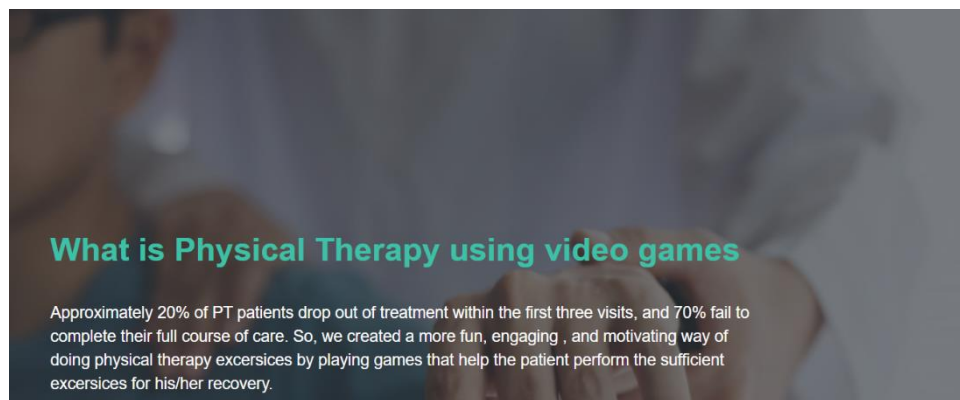 What is Physical Therapy using video games
Approximately 20% of PT patients drop out of treatment within the first three visits, and 70% fail to
complete their full course of care. So, we created a more fun, engaging , and motivating way of
doing physical therapy excersices by playing games that help the patient perform the sufficient
excersices for his/her recovery.